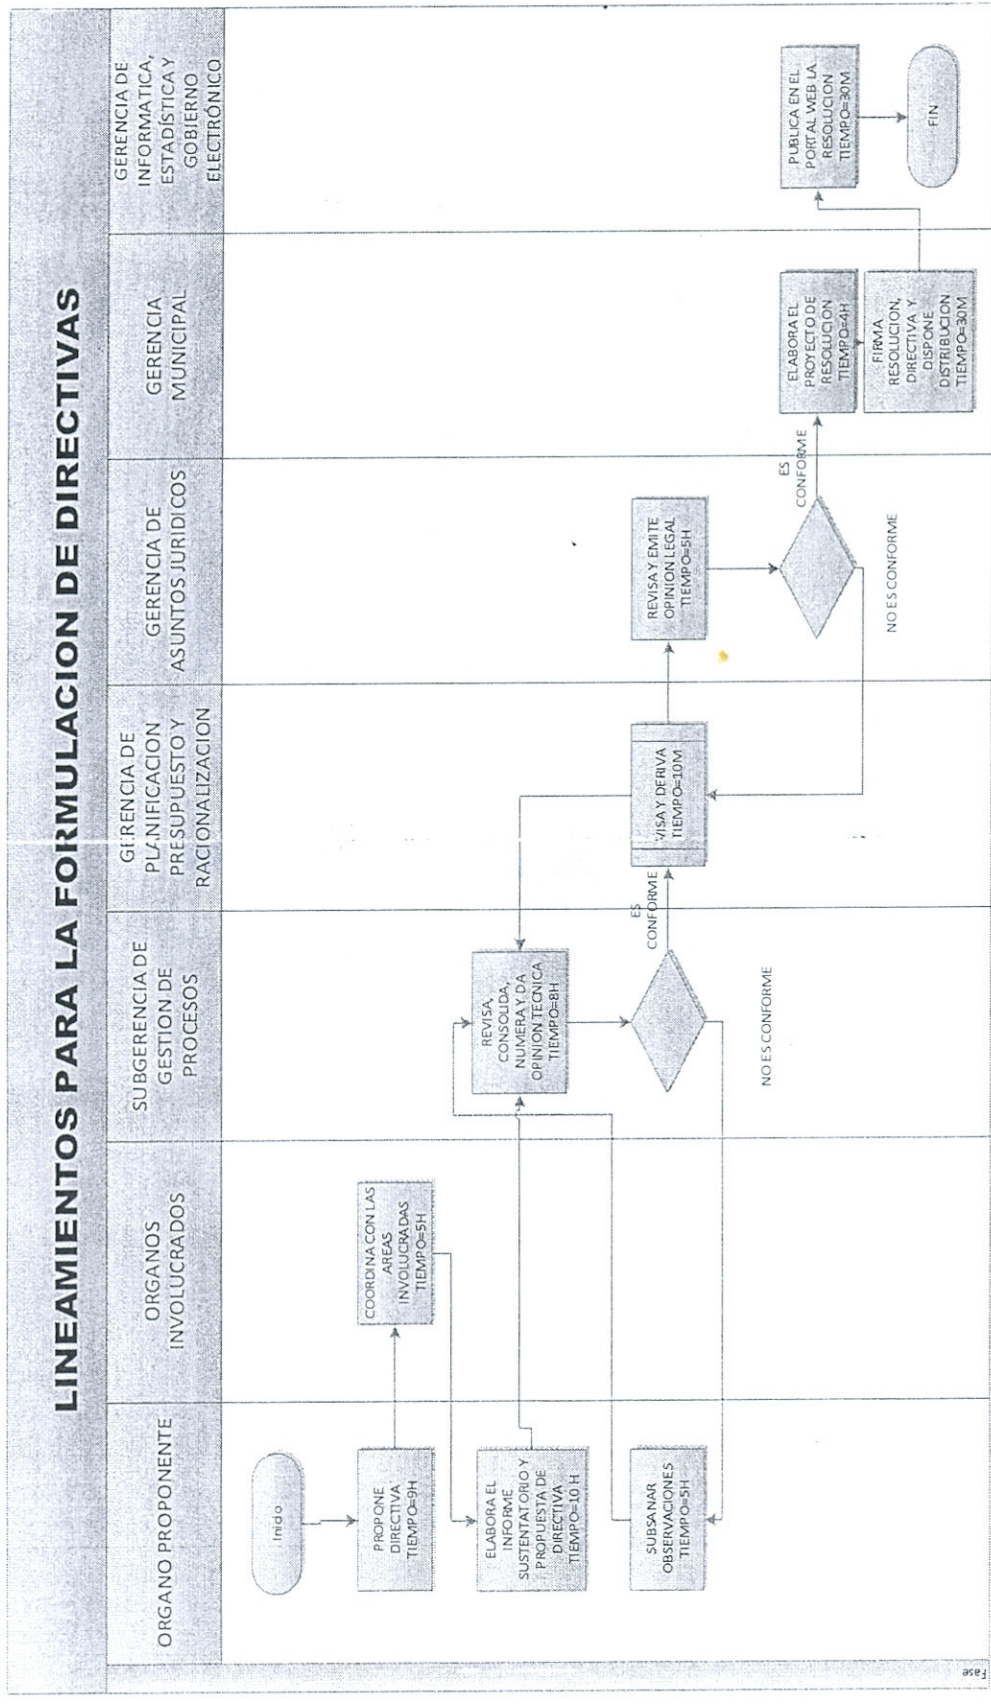 LINEAMIENTOS PARA LA FORMULACION DE DIRECTIVAS
ORGANO PROPONENTE
ORGANOS
INVOLUCRADOS
SUBGERENCIA DE
GESTION DE
PROCESOS
GERENCIA DE
PLANIFICACION
PRESUPUESTO Y
RACIONALIZACION
GERENCIA DE
ASUNTOS JURIDICOS
GERENCIA
MUNICIPAL
GERENCIA DE
INFORMATICA,
ESTADÍSTICA Y
GOBIERNO
ELECTRÓNICO
Inicio
PROPONE
DIRECTIVA
TIEMPO=9H
COORDINA CON LAS
AREAS
INVOLUCRADAS
TIEMPO=5H
ELABORA EL
INFORME
SUSTENTATORIO Y
PROPUESTA DE
DIRECTIVA
TIEMPO=10 H
REVISA,
CONSOLIDA,
NUMERA Y DA
OPINION TECNICA
TIEMPO=8H
SUBSANAR
OBSERVACIONES
TIEMPO=5H
ES
CONFORME
NO ES CONFORME
VISA Y DERIVA
TIEMPO=10M
REVISA Y EMITE
OPINION LEGAL
TIEMPO=5H
ES
CONFORME
NO ES CONFORME
ELABORA EL
PROYECTO DE
RESOLUCION
TIEMPO=4H
FIRMA
RESOLUCION,
DIRECTIVA Y
DISPONE
DISTRIBUCION
TIEMPO=30M
PUBLICA EN EL
PORTAL WEB LA
RESOLUCION
TIEMPO=30M
FIN
Fase